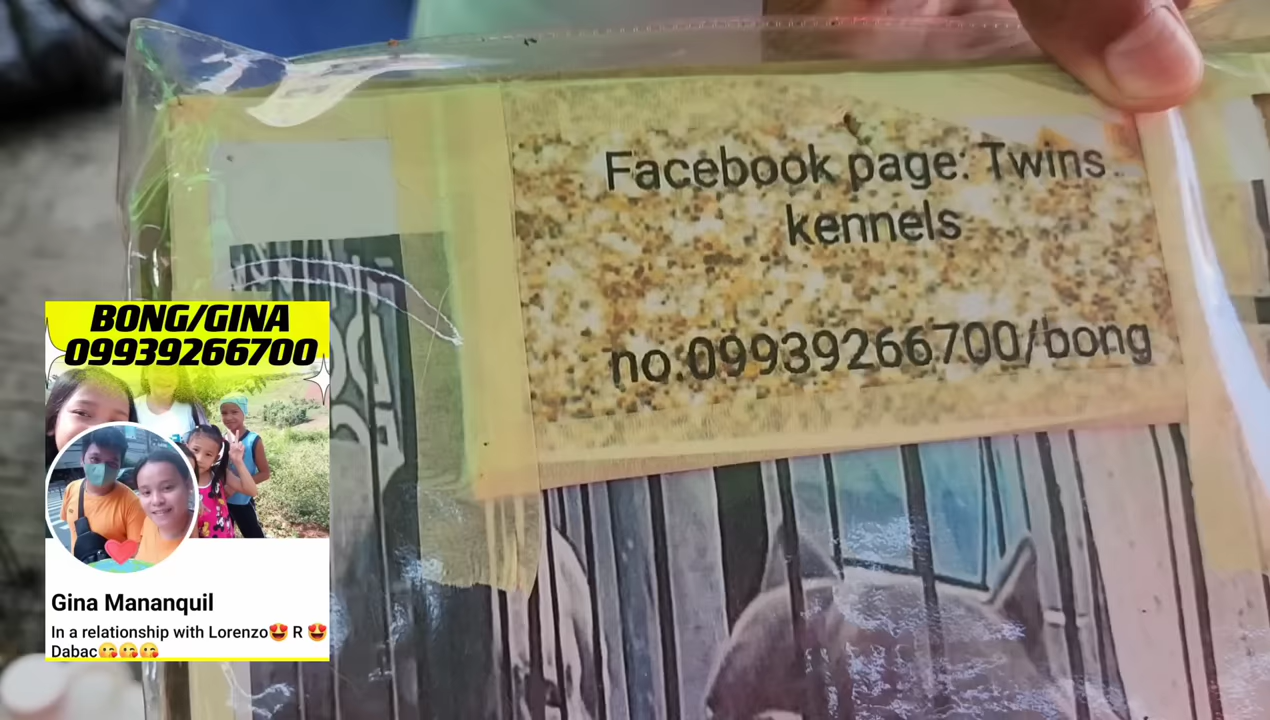 Facebook page: Twins
kennels
no:09939266700/bong
BONG/GINA
09939266700
Gina Mananquil
In a relationship with Lorenzo😍 R 😍
Dabac😋😋😋